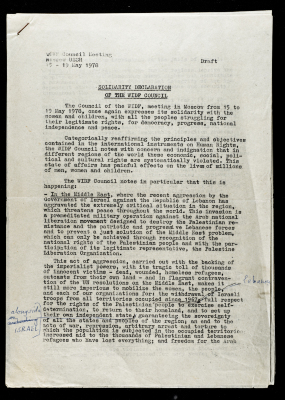 WIDF Council Meeting
Moscow USSR
15 - 19 May 1978
Draft
SOLIDARITY DECLARATION
OF THE WIDF COUNCIL
The Council of the WIDF, meeting in Moscow from 15 to
19 May 1978, once again expresses its solidarity with the
women and children, with all the peoples struggling for
their legitimate rights, for democracy, progress, national
independence and peace.
Categorically reaffirming the principles and objectives
contained in the international instruments on Human Rights,
the WIDF Council notes with concern and indignation that in
different regions of the world these economic, social, poli-
tical and cultural rights are systematically violated. This
state of affairs has painful effects on the lives of millions
of men, women and children.
The WIDF Council notes in particular that this is
happening:
- In the Middle East, where the recent aggression by the
Government of Israel against the Republic of Lebanon has
aggravated the extremely critical situation in the region,
which threatens peace throughout the world. This invasion is
a premeditated military operation against the Arab national
liberation movement designed to destroy the Palestinian re-
sistance and the patriotic and progressive Lebanese forces
and to prevent a just solution of the Middle East problem,
which can only be achieved through recognition of the
national rights of the Palestinian people and with the par-
ticipation of its legitimate representative, the Palestine
Liberation Organization.
This act of aggression, carried out with the backing of
the imperialist powers, with its tragic toll of thousands
of innocent victims - dead, wounded, homeless refugees,
outcasts from their homes and lands in flagrant contraven-
tion of the UN resolutions on the Middle East, makes it
still more imperious to mobilize the women, the people,
and each of our organizations for: the withdrawal of Israeli
troops from all territories occupied since 1967; full respect
for the rights of the Palestinian people to exercise self-
determination, to return to their homeland, and to set up
their own independent state, guaranteeing the sovereignty
of all the states and peoples of the region; an end to the
acts of war, repression, arbitrary arrest and torture to
which the population is subjected in the occupied territories;
increased aid to the thousands of Palestinian and Lebanese
refugees who have lost everything; and freedom for the Arab
Lebanon
alongside
ISRAEL